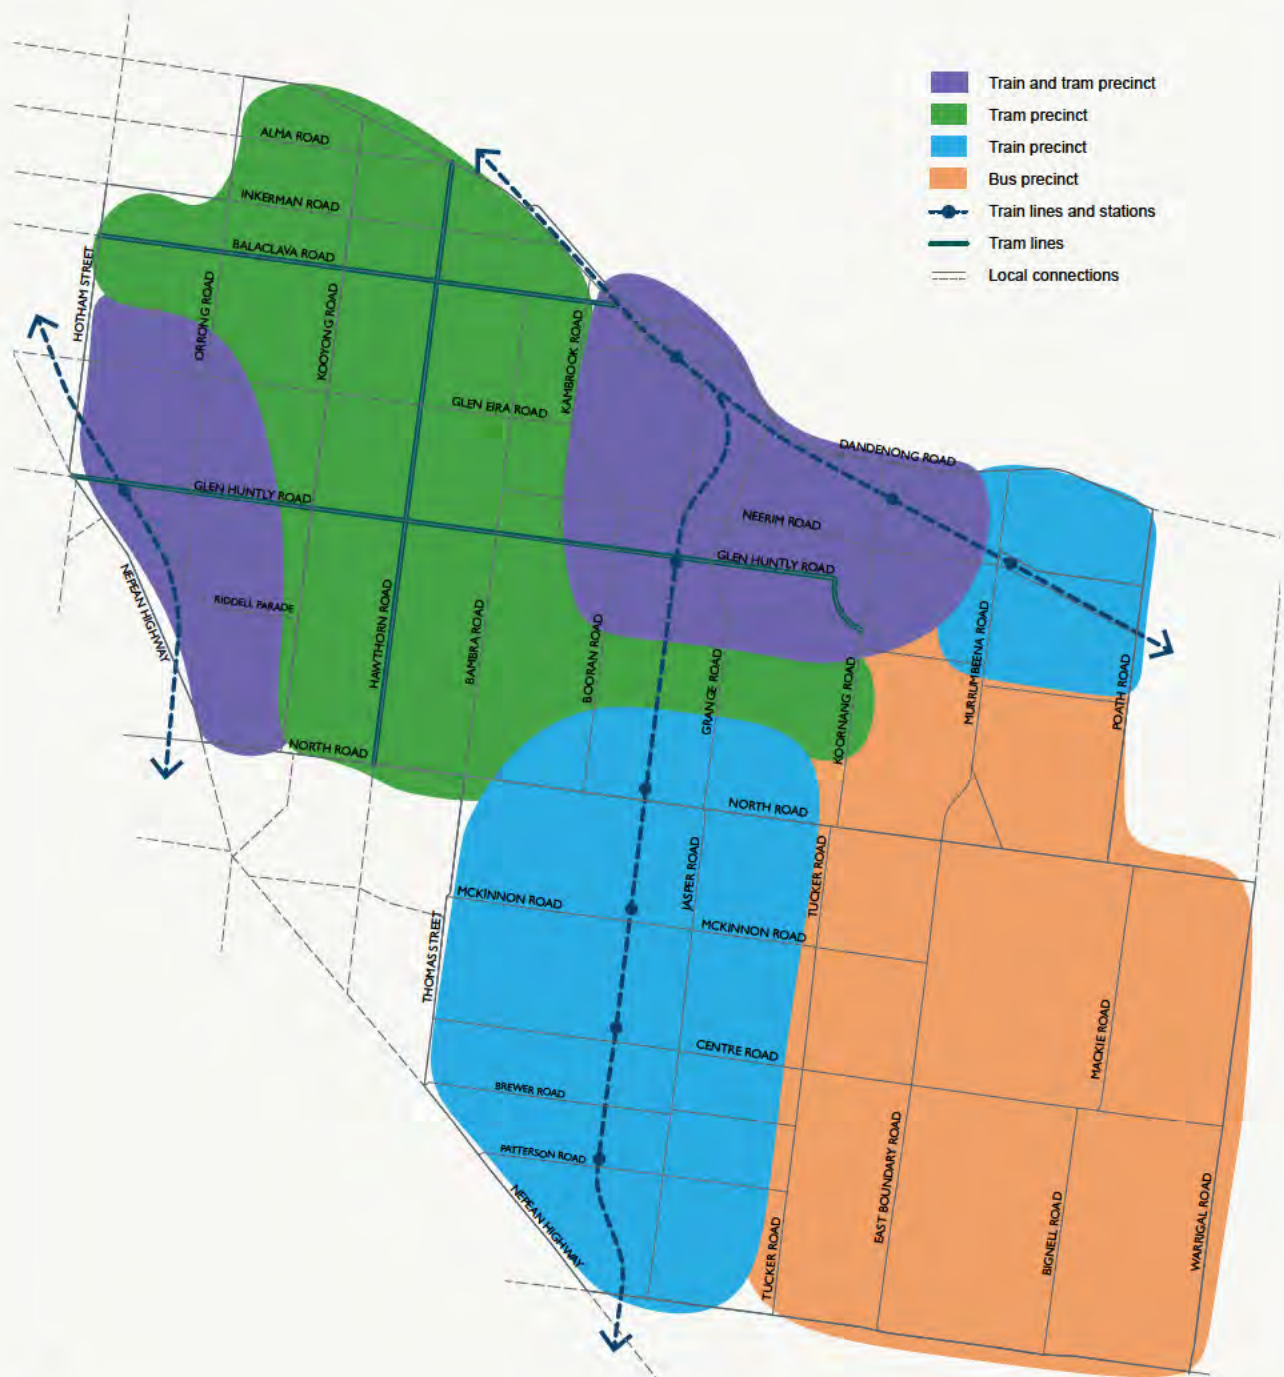 Train and tram precinct
Tram precinct
Train precinct
Bus precinct
Train lines and stations
Tram lines
Local connections
ALMA ROAD
INKERMAN ROAD
BALACLAVA ROAD
HOTHAM STREET
ORRONG ROAD
KOOYONG ROAD
KAMBROOK ROAD
GLEN EIRA ROAD
DANDENONG ROAD
GLEN HUNTLY ROAD
NEERIM ROAD
GLEN HUNTLY ROAD
NEPEAN HIGHWAY
RIDDELL PARADE
HAWTHORN ROAD
BAMBRA ROAD
BOORAN ROAD
GRANGE ROAD
KOORNANG ROAD
MURRUMBEENA ROAD
POATH ROAD
NORTH ROAD
NORTH ROAD
JASPER ROAD
TUCKER ROAD
MCKINNON ROAD
MCKINNON ROAD
THOMAS STREET
CENTRE ROAD
MACKIE ROAD
BREWER ROAD
PATTERSON ROAD
EAST BOUNDARY ROAD
NEPEAN HIGHWAY
TUCKER ROAD
BIGNELL ROAD
WARRIGAL ROAD